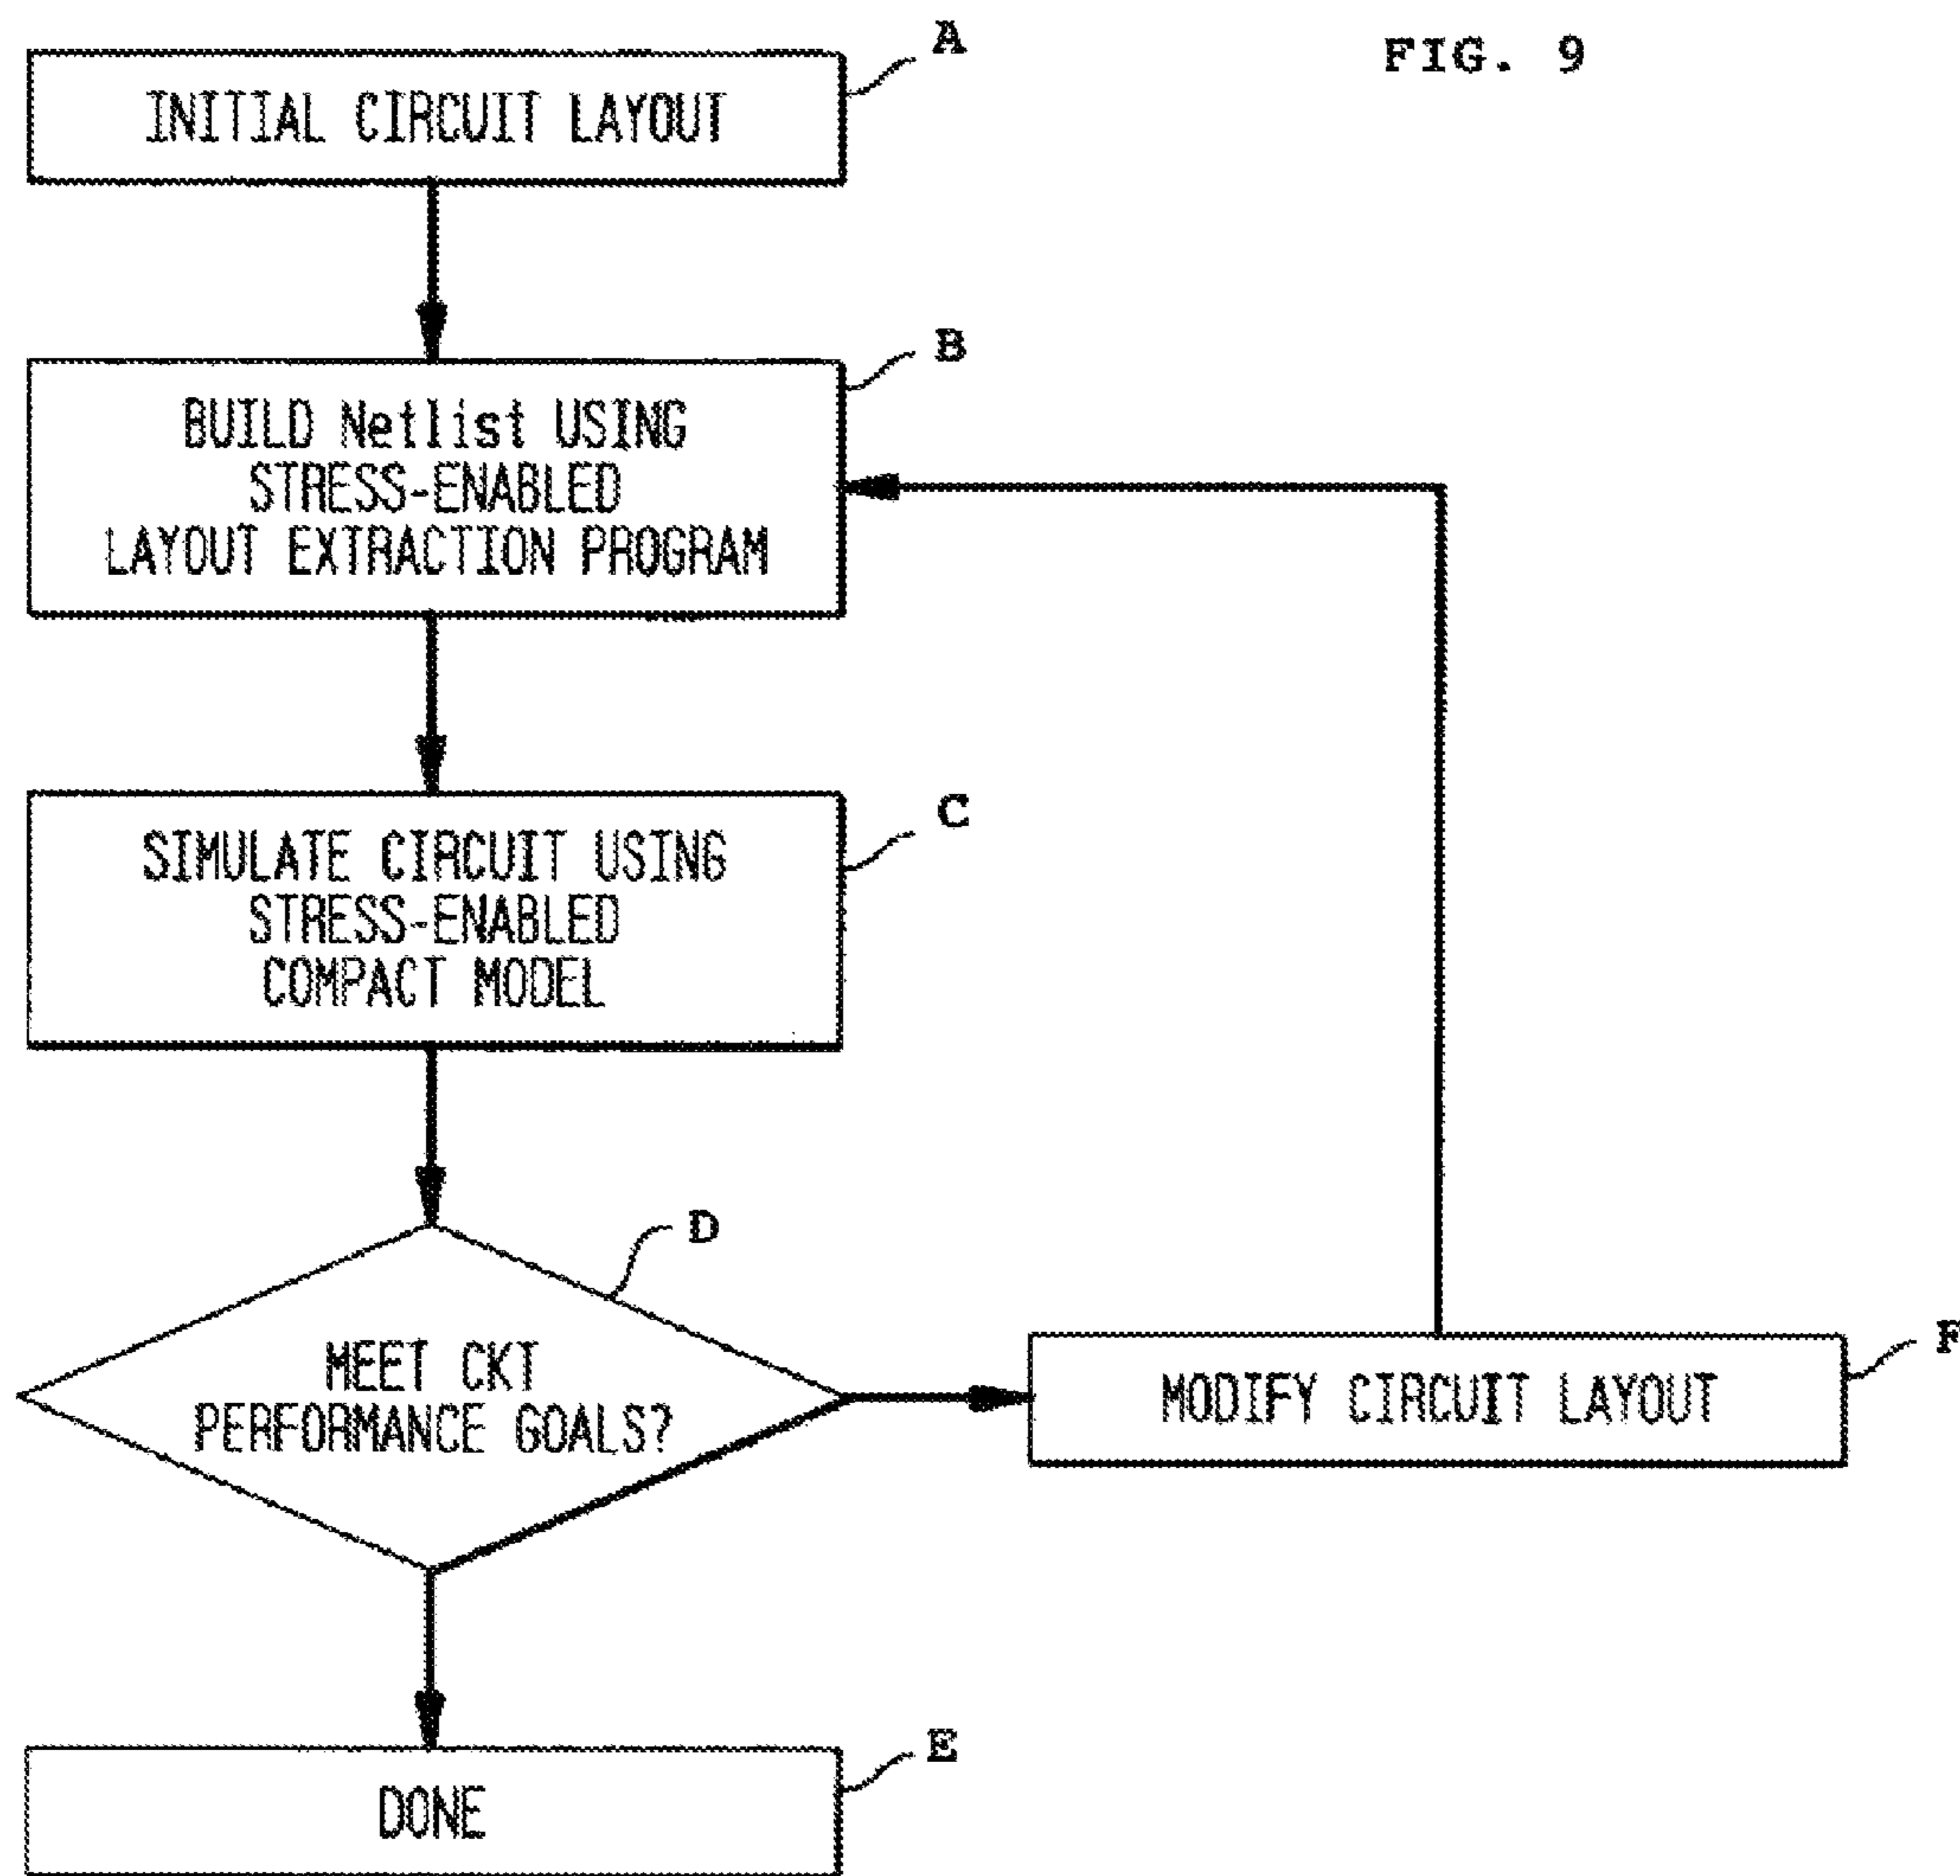 FIG. 9
A
INITIAL CIRCUIT LAYOUT
B
BUILD Netlist USING
STRESS-ENABLED
LAYOUT EXTRACTION PROGRAM
C
SIMULATE CIRCUIT USING
STRESS-ENABLED
COMPACT MODEL
D
MEET CKT
PERFORMANCE GOALS?
F
MODIFY CIRCUIT LAYOUT
E
DONE